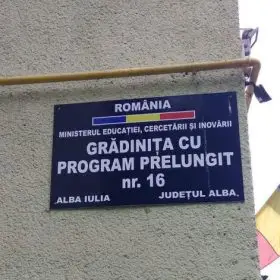 ROMÂNIA
MINISTERUL EDUCAȚIEI, CERCETĂRII ȘI INOVĂRII
GRĂDINIȚA CU
PROGRAM PRELUNGIT
nr. 16
ALBA IULIA JUDEȚUL ALBA